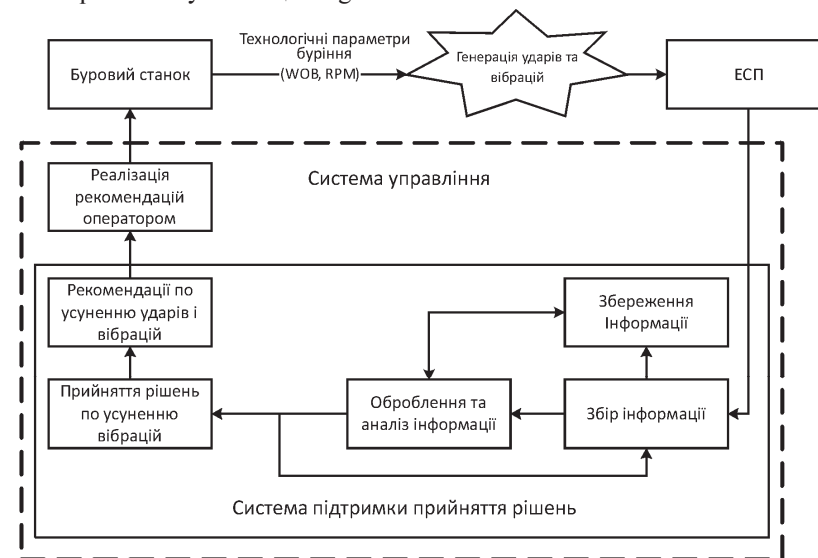 Технологічні параметри
буріння
(WOB, RPM)
Буровий станок
Генерація ударів та
вібрацій
ЕСП
Реалізація
рекомендацій
оператором
Система управління
Рекомендації по
усуненню ударів і
вібрацій
Збереження
Інформації
Прийняття рішень
по усуненню
вібрацій
Оброблення та
аналіз інформації
Збір інформації
Система підтримки прийняття рішень